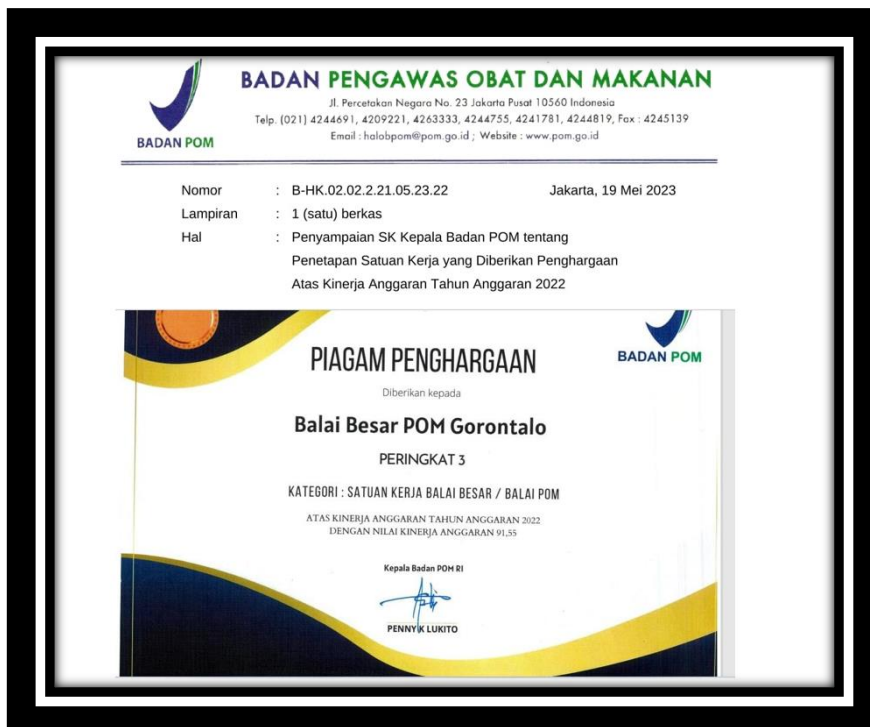 BADAN POM
BADAN PENGAWAS OBAT DAN MAKANAN
Jl. Percetakan Negara No. 23 Jakarta Pusat 10560 Indonesia
Telp. (021) 4244691, 4209221, 4263333, 4244755, 4241781, 4244819, Fax : 4245139
Email : halobpom@pom.go.id ; Website : www.pom.go.id
Nomor : B-HK.02.02.2.21.05.23.22 Jakarta, 19 Mei 2023
Lampiran : 1 (satu) berkas
Hal : Penyampaian SK Kepala Badan POM tentang
Penetapan Satuan Kerja yang Diberikan Penghargaan
Atas Kinerja Anggaran Tahun Anggaran 2022
BADAN POM
PIAGAM PENGHARGAAN
Diberikan kepada
Balai Besar POM Gorontalo
PERINGKAT 3
KATEGORI : SATUAN KERJA BALAI BESAR / BALAI POM
ATAS KINERJA ANGGARAN TAHUN ANGGARAN 2022
DENGAN NILAI KINERJA ANGGARAN 91,55
Kepala Badan POM RI
PENNY K LUKITO